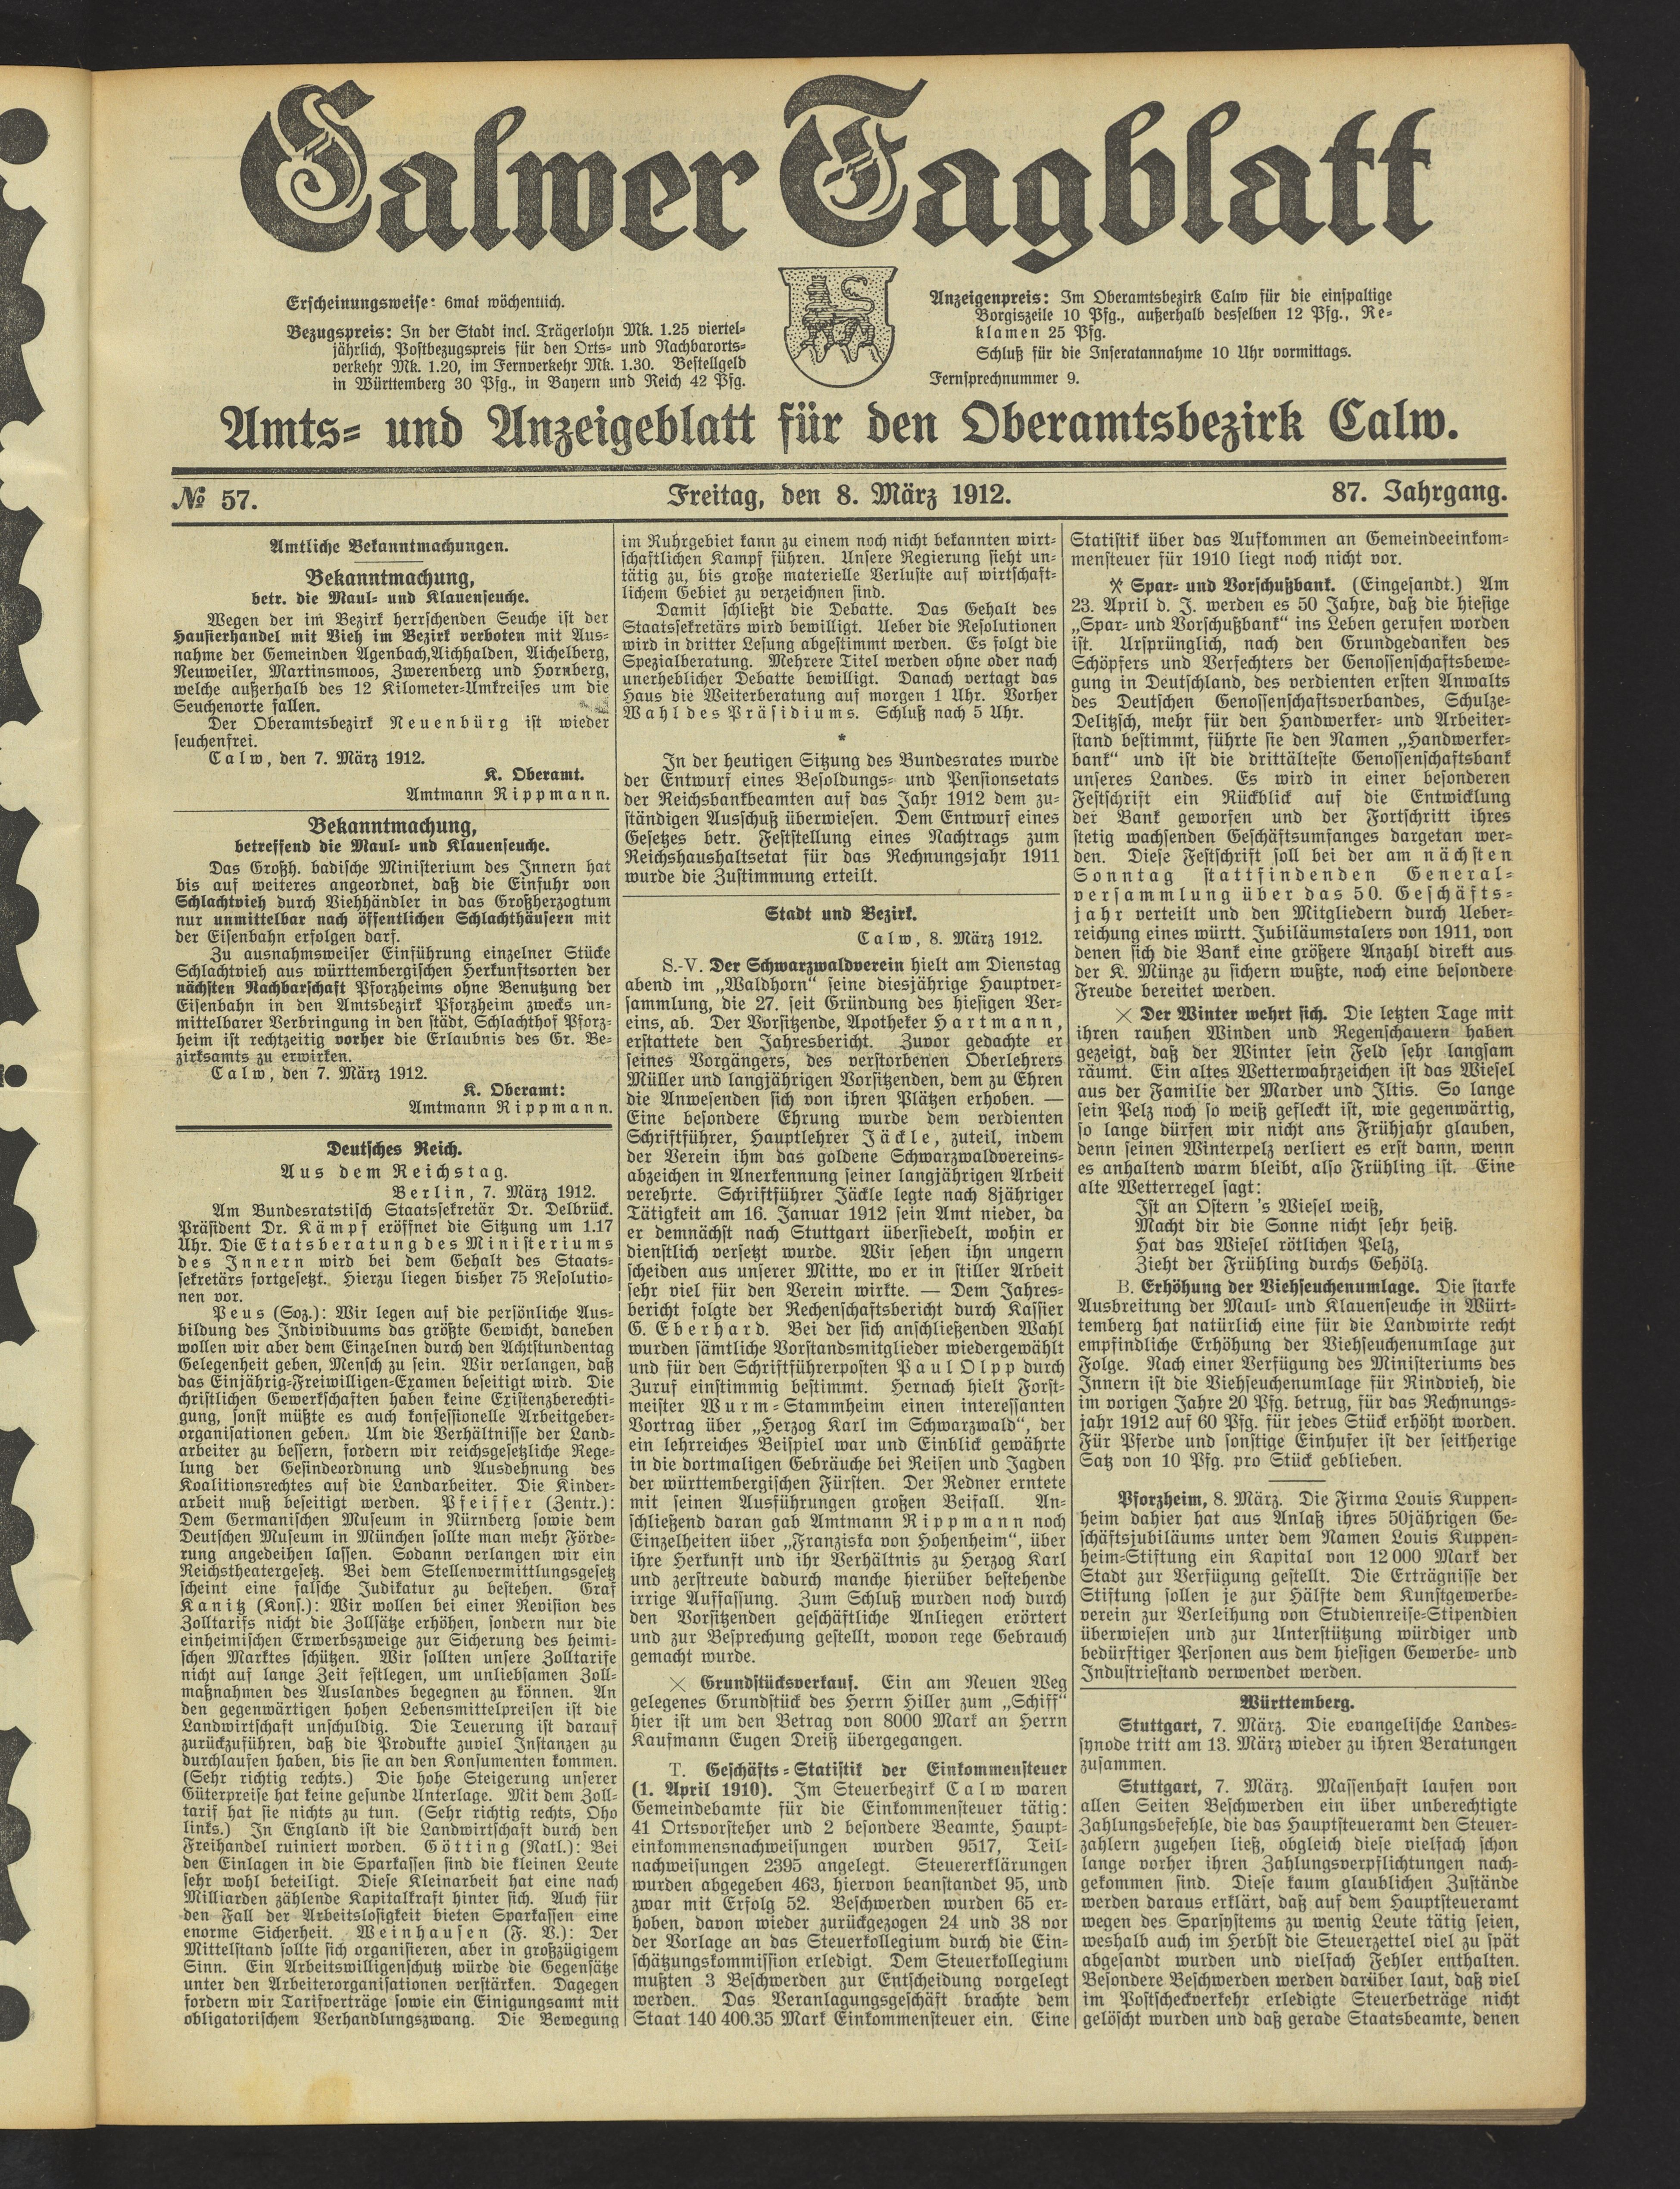 Calwer Tagblatt
Erscheinungsweise: 6mal wöchentlich.
Bezugspreis: In der Stadt incl. Trägerlohn Mk. 1.25 viertel-
jährlich, Postbezugspreis für den Orts- und Nachbarorts-
verkehr Mk. 1.20, im Fernverkehr Mk. 1.30. Bestellgeld
in Württemberg 30 Pfg., in Bayern und Reich 42 Pfg.
Anzeigenpreis: Im Oberamtsbezirk Calw für die einspaltige
Borgiszeile 10 Pfg., außerhalb desselben 12 Pfg., Re-
klamen 25 Pfg.
Schluß für die Inseratannahme 10 Uhr vormittags.
Fernsprechnummer 9.
Amts- und Anzeigeblatt für den Oberamtsbezirk Calw.
№ 57.
Freitag, den 8. März 1912.
87. Jahrgang.
Amtliche Bekanntmachungen.
Bekanntmachung,
betr. die Maul- und Klauenseuche.
Wegen der im Bezirk herrschenden Seuche ist der
Hausierhandel mit Vieh im Bezirk verboten mit Aus-
nahme der Gemeinden Agenbach,Aichhalden, Aichelberg,
Neuweiler, Martinsmoos, Zwerenberg und Hornberg,
welche außerhalb des 12 Kilometer-Umkreises um die
Seuchenorte fallen.
Der Oberamtsbezirk Neuenbürg ist wieder
seuchenfrei.
Calw, den 7. März 1912.
K. Oberamt.
Amtmann Rippmann.
Bekanntmachung,
betreffend die Maul- und Klauenseuche.
Das Großh. badische Ministerium des Innern hat
bis auf weiteres angeordnet, daß die Einfuhr von
Schlachtvieh durch Viehhändler in das Großherzogtum
nur unmittelbar nach öffentlichen Schlachthäusern mit
der Eisenbahn erfolgen darf.
Zu ausnahmsweiser Einführung einzelner Stücke
Schlachtvieh aus württembergischen Herkunftsorten der
nächsten Nachbarschaft Pforzheims ohne Benutzung der
Eisenbahn in den Amtsbezirk Pforzheim zwecks un-
mittelbarer Verbringung in den städt. Schlachthof Pforz-
heim ist rechtzeitig vorher die Erlaubnis des Gr. Be-
zirksamts zu erwirken.
Calw, den 7. März 1912.
K. Oberamt:
Amtmann Rippmann.
Deutsches Reich.
Aus dem Reichstag.
Berlin, 7. März 1912.
Am Bundesratstisch Staatssekretär Dr. Delbrück.
Präsident Dr. Kämpf eröffnet die Sitzung um 1.17
Uhr. Die Etatsberatung des Ministeriums
des Innern wird bei dem Gehalt des Staats-
sekretärs fortgesetzt. Hierzu liegen bisher 75 Resolutio-
nen vor.
Peus (Soz.): Wir legen auf die persönliche Aus-
bildung des Individuums das größte Gewicht, daneben
wollen wir aber dem Einzelnen durch den Achtstundentag
Gelegenheit geben, Mensch zu sein. Wir verlangen, daß
das Einjährig-Freiwilligen-Examen beseitigt wird. Die
christlichen Gewerkschaften haben keine Existenzberechti-
gung, sonst müßte es auch konfessionelle Arbeitgeber-
organisationen geben. Um die Verhältnisse der Land-
arbeiter zu bessern, fordern wir reichsgesetzliche Rege-
lung der Gesindeordnung und Ausdehnung des
Koalitionsrechtes auf die Landarbeiter. Die Kinder-
arbeit muß beseitigt werden. Pfeiffer (Zentr.):
Dem Germanischen Museum in Nürnberg sowie dem
Deutschen Museum in München sollte man mehr Förde-
rung angedeihen lassen. Sodann verlangen wir ein
Reichstheatergesetz. Bei dem Stellenvermittlungsgesetz
scheint eine falsche Judikatur zu bestehen. Graf
Kanitz (Kons.): Wir wollen bei einer Revision des
Zolltarifs nicht die Zollsätze erhöhen, sondern nur die
einheimischen Erwerbszweige zur Sicherung des heimi-
schen Marktes schützen. Wir sollten unsere Zolltarife
nicht auf lange Zeit festlegen, um unliebsamen Zoll-
maßnahmen des Auslandes begegnen zu können. An
den gegenwärtigen hohen Lebensmittelpreisen ist die
Landwirtschaft unschuldig. Die Teuerung ist darauf
zurückzuführen, daß die Produkte zuviel Instanzen zu
durchlaufen haben, bis sie an den Konsumenten kommen.
(Sehr richtig rechts.) Die hohe Steigerung unserer
Güterpreise hat keine gesunde Unterlage. Mit dem Zoll-
tarif hat sie nichts zu tun. (Sehr richtig rechts, Oho
links.) In England ist die Landwirtschaft durch den
Freihandel ruiniert worden. Götting (Natl.): Bei
den Einlagen in die Sparkassen sind die kleinen Leute
sehr wohl beteiligt. Diese Kleinarbeit hat eine nach
Milliarden zählende Kapitalkraft hinter sich. Auch für
den Fall der Arbeitslosigkeit bieten Sparkassen eine
enorme Sicherheit. Weinhausen (F. V.): Der
Mittelstand sollte sich organisieren, aber in großzügigem
Sinn. Ein Arbeitswilligenschutz würde die Gegensätze
unter den Arbeiterorganisationen verstärken. Dagegen
fordern wir Tarifverträge sowie ein Einigungsamt mit
obligatorischem Verhandlungszwang. Die Bewegung
im Ruhrgebiet kann zu einem noch nicht bekannten wirt-
schaftlichen Kampf führen. Unsere Regierung sieht un-
tätig zu, bis große materielle Verluste auf wirtschaft-
lichem Gebiet zu verzeichnen sind.
Damit schließt die Debatte. Das Gehalt des
Staatssekretärs wird bewilligt. Ueber die Resolutionen
wird in dritter Lesung abgestimmt werden. Es folgt die
Spezialberatung. Mehrere Titel werden ohne oder nach
unerheblicher Debatte bewilligt. Danach vertagt das
Haus die Weiterberatung auf morgen 1 Uhr. Vorher
Wahl des Präsidiums. Schluß nach 5 Uhr.
*
In der heutigen Sitzung des Bundesrates wurde
der Entwurf eines Besoldungs- und Pensionsetats
der Reichsbankbeamten auf das Jahr 1912 dem zu-
ständigen Ausschuß überwiesen. Dem Entwurf eines
Gesetzes betr. Feststellung eines Nachtrags zum
Reichshaushaltsetat für das Rechnungsjahr 1911
wurde die Zustimmung erteilt.
Stadt und Bezirk.
Calw, 8. März 1912.
S.-V. Der Schwarzwaldverein hielt am Dienstag
abend im „Waldhorn“ seine diesjährige Hauptver-
sammlung, die 27. seit Gründung des hiesigen Ver-
eins, ab. Der Vorsitzende, Apotheker Hartmann,
erstattete den Jahresbericht. Zuvor gedachte er
seines Vorgängers, des verstorbenen Oberlehrers
Müller und langjährigen Vorsitzenden, dem zu Ehren
die Anwesenden sich von ihren Plätzen erhoben. —
Eine besondere Ehrung wurde dem verdienten
Schriftführer, Hauptlehrer Jäckle, zuteil, indem
der Verein ihm das goldene Schwarzwaldvereins-
abzeichen in Anerkennung seiner langjährigen Arbeit
verehrte. Schriftführer Jäckle legte nach 8jähriger
Tätigkeit am 16. Januar 1912 sein Amt nieder, da
er demnächst nach Stuttgart übersiedelt, wohin er
dienstlich versetzt wurde. Wir sehen ihn ungern
scheiden aus unserer Mitte, wo er in stiller Arbeit
sehr viel für den Verein wirkte. — Dem Jahres-
bericht folgte der Rechenschaftsbericht durch Kassier
G. Eberhard. Bei der sich anschließenden Wahl
wurden sämtliche Vorstandsmitglieder wiedergewählt
und für den Schriftführerposten Paul Olpp durch
Zuruf einstimmig bestimmt. Hernach hielt Forst-
meister Wurm-Stammheim einen interessanten
Vortrag über „Herzog Karl im Schwarzwald“, der
ein lehrreiches Beispiel war und Einblick gewährte
in die dortmaligen Gebräuche bei Reisen und Jagden
der württembergischen Fürsten. Der Redner erntete
mit seinen Ausführungen großen Beifall. An-
schließend daran gab Amtmann Rippmann noch
Einzelheiten über „Franziska von Hohenheim“, über
ihre Herkunft und ihr Verhältnis zu Herzog Karl
und zerstreute dadurch manche hierüber bestehende
irrige Auffassung. Zum Schluß wurden noch durch
den Vorsitzenden geschäftliche Anliegen erörtert
und zur Besprechung gestellt, wovon rege Gebrauch
gemacht wurde.
× Grundstücksverkauf. Ein am Neuen Weg
gelegenes Grundstück des Herrn Hiller zum „Schiff“
hier ist um den Betrag von 8000 Mark an Herrn
Kaufmann Eugen Dreiß übergegangen.
T. Geschäfts-Statistik der Einkommensteuer
(1. April 1910). Im Steuerbezirk Calw waren
Gemeindebamte für die Einkommensteuer tätig:
41 Ortsvorsteher und 2 besondere Beamte, Haupt-
einkommensnachweisungen wurden 9517, Teil-
nachweisungen 2395 angelegt. Steuererklärungen
wurden abgegeben 463, hiervon beanstandet 95, und
zwar mit Erfolg 52. Beschwerden wurden 65 er-
hoben, davon wieder zurückgezogen 24 und 38 vor
der Vorlage an das Steuerkollegium durch die Ein-
schätzungskommission erledigt. Dem Steuerkollegium
mußten 3 Beschwerden zur Entscheidung vorgelegt
werden. Das Veranlagungsgeschäft brachte dem
Staat 140 400.35 Mark Einkommensteuer ein. Eine
Statistik über das Aufkommen an Gemeindeeinkom-
mensteuer für 1910 liegt noch nicht vor.
Spar- und Vorschußbank. (Eingesandt.) Am
23. April d. J. werden es 50 Jahre, daß die hiesige
„Spar- und Vorschußbank“ ins Leben gerufen worden
ist. Ursprünglich, nach den Grundgedanken des
Schöpfers und Verfechters der Genossenschaftsbewe-
gung in Deutschland, des verdienten ersten Anwalts
des Deutschen Genossenschaftsverbandes, Schulze-
Delitzsch, mehr für den Handwerker- und Arbeiter-
stand bestimmt, führte sie den Namen „Handwerker-
bank“ und ist die drittälteste Genossenschaftsbank
unseres Landes. Es wird in einer besonderen
Festschrift ein Rückblick auf die Entwicklung
der Bank geworfen und der Fortschritt ihres
stetig wachsenden Geschäftsumfanges dargetan wer-
den. Diese Festschrift soll bei der am nächsten
Sonntag stattfindenden General-
versammlung über das 50. Geschäfts-
jahr verteilt und den Mitgliedern durch Ueber-
reichung eines württ. Jubiläumstalers von 1911, von
denen sich die Bank eine größere Anzahl direkt aus
der K. Münze zu sichern wußte, noch eine besondere
Freude bereitet werden.
× Der Winter wehrt sich. Die letzten Tage mit
ihren rauhen Winden und Regenschauern haben
gezeigt, daß der Winter sein Feld sehr langsam
räumt. Ein altes Wetterwahrzeichen ist das Wiesel
aus der Familie der Marder und Iltis. So lange
sein Pelz noch so weiß gefleckt ist, wie gegenwärtig,
so lange dürfen wir nicht ans Frühjahr glauben,
denn seinen Winterpelz verliert es erst dann, wenn
es anhaltend warm bleibt, also Frühling ist. Eine
alte Wetterregel sagt:
Ist an Ostern 's Wiesel weiß,
Macht dir die Sonne nicht sehr heiß.
Hat das Wiesel rötlichen Pelz,
Zieht der Frühling durchs Gehölz.
B. Erhöhung der Viehseuchenumlage. Die starke
Ausbreitung der Maul- und Klauenseuche in Würt-
temberg hat natürlich eine für die Landwirte recht
empfindliche Erhöhung der Viehseuchenumlage zur
Folge. Nach einer Verfügung des Ministeriums des
Innern ist die Viehseuchenumlage für Rindvieh, die
im vorigen Jahre 20 Pfg. betrug, für das Rechnungs-
jahr 1912 auf 60 Pfg. für jedes Stück erhöht worden.
Für Pferde und sonstige Einhufer ist der seitherige
Satz von 10 Pfg. pro Stück geblieben.
Pforzheim, 8. März. Die Firma Louis Kuppen-
heim dahier hat aus Anlaß ihres 50jährigen Ge-
schäftsjubiläums unter dem Namen Louis Kuppen-
heim-Stiftung ein Kapital von 12 000 Mark der
Stadt zur Verfügung gestellt. Die Erträgnisse der
Stiftung sollen je zur Hälfte dem Kunstgewerbe-
verein zur Verleihung von Studienreise-Stipendien
überwiesen und zur Unterstützung würdiger und
bedürftiger Personen aus dem hiesigen Gewerbe- und
Industriestand verwendet werden.
Württemberg.
Stuttgart, 7. März. Die evangelische Landes-
synode tritt am 13. März wieder zu ihren Beratungen
zusammen.
Stuttgart, 7. März. Massenhaft laufen von
allen Seiten Beschwerden ein über unberechtigte
Zahlungsbefehle, die das Hauptsteueramt den Steuer-
zahlern zugehen ließ, obgleich diese vielfach schon
lange vorher ihren Zahlungsverpflichtungen nach-
gekommen sind. Diese kaum glaublichen Zustände
werden daraus erklärt, daß auf dem Hauptsteueramt
wegen des Sparsystems zu wenig Leute tätig seien,
weshalb auch im Herbst die Steuerzettel viel zu spät
abgesandt wurden und vielfach Fehler enthalten.
Besondere Beschwerden werden darüber laut, daß viel
im Postscheckverkehr erledigte Steuerbeträge nicht
gelöscht wurden und daß gerade Staatsbeamte, denen